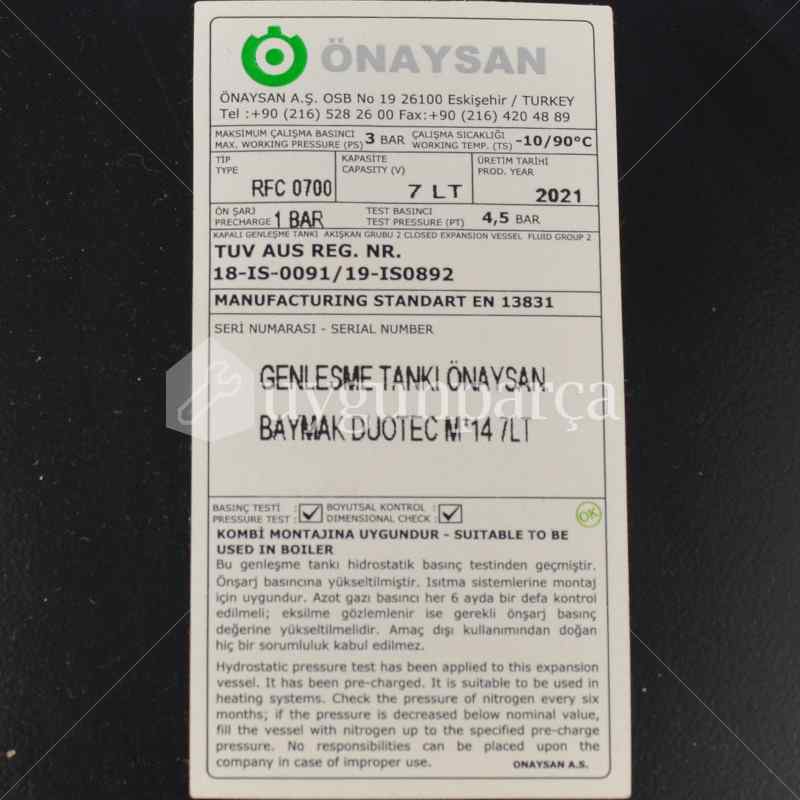 ÖNAYSAN
ÖNAYSAN A.Ş. OSB No 19 26100 Eskişehir / TURKEY
Tel :+90 (216) 528 26 00 Fax:+90 (216) 420 48 89
MAKSİMUM ÇALIŞMA BASINCI
MAX. WORKING PRESSURE (PS) 3 BAR
ÇALIŞMA SICAKLIĞI
WORKING TEMP. (TS) -10/90°C
TİP
TYPE
RFC 0700
KAPASİTE
CAPACITY (V)
7 LT
ÜRETİM TARİHİ
PROD. YEAR
2021
ÖN ŞARJ
PRECHARGE 1 BAR
TEST BASINCI
TEST PRESSURE (PT) 4,5 BAR
KAPALI GENLEŞME TANKI AKIŞKAN GRUBU 2 CLOSED EXPANSION VESSEL FLUID GROUP 2
TUV AUS REG. NR.
18-IS-0091/19-IS0892
MANUFACTURING STANDART EN 13831
SERİ NUMARASI - SERIAL NUMBER
GENLESME TANKI ÖNAYSAN
uygunparça
BAYMAK DUOTEC M*14 7LT
BASINÇ TESTİ :
PRESSURE TEST :
BOYUTSAL KONTROL :
DIMENSIONAL CHECK :
OK
KOMBİ MONTAJINA UYGUNDUR - SUITABLE TO BE
USED IN BOILER
Bu genleşme tankı hidrostatik basınç testinden geçmiştir.
Önşarj basıncına yükseltilmiştir. Isıtma sistemlerine montaj
için uygundur. Azot gazı basıncı her 6 ayda bir defa kontrol
edilmeli; eksilme gözlemlenir ise gerekli önşarj basınç
değerine yükseltilmelidir. Amaç dışı kullanımından doğan
hiç bir sorumluluk kabul edilmez.
Hydrostatic pressure test has been applied to this expansion
vessel. It has been pre-charged. It is suitable to be used in
heating systems. Check the pressure of nitrogen every six
months; if the pressure is decreased below nominal value,
fill the vessel with nitrogen up to the specified pre-charge
pressure. No responsibilities can be placed upon the
company in case of improper use.
ONAYSAN A.S.